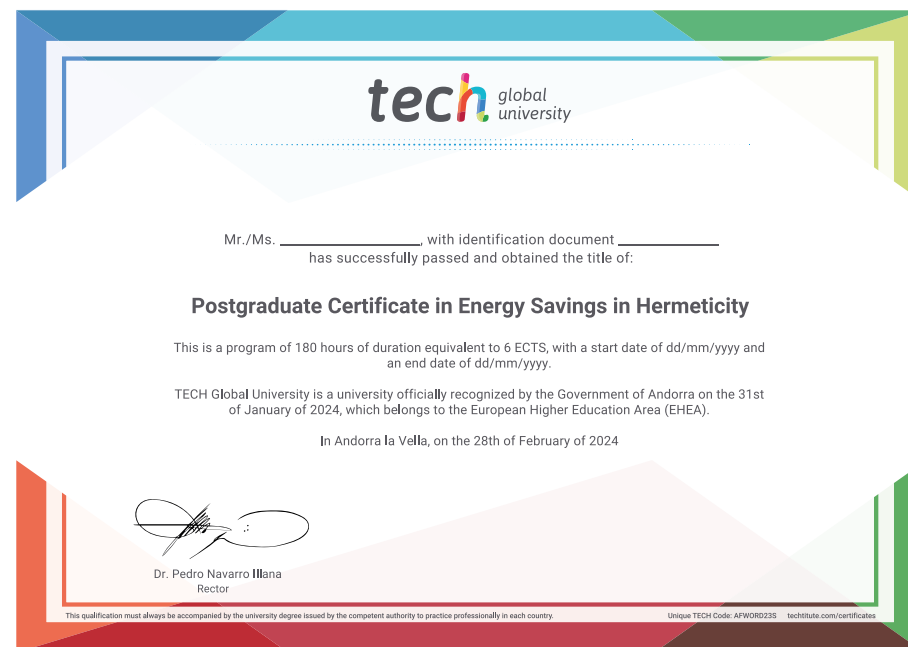 tech global university
Mr./Ms. ______________, with identification document __________
has successfully passed and obtained the title of:
Postgraduate Certificate in Energy Savings in Hermeticity
This is a program of 180 hours of duration equivalent to 6 ECTS, with a start date of dd/mm/yyyy and
an end date of dd/mm/yyyy.
TECH Global University is a university officially recognized by the Government of Andorra on the 31st
of January of 2024, which belongs to the European Higher Education Area (EHEA).
In Andorra la Vella, on the 28th of February of 2024
Dr. Pedro Navarro Illana
Rector
This qualification must always be accompanied by the university degree issued by the competent authority to practice professionally in each country.
Unique TECH Code: AFWORD23S techtitute.com/certificates